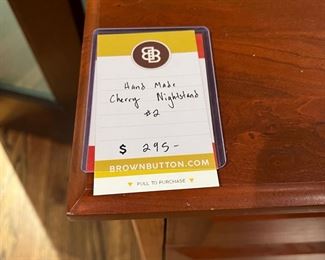 BB
Hand Made
Cherry Nightstand
#2
$ 295-
BROWNBUTTON.COM
PULL TO PURCHASE